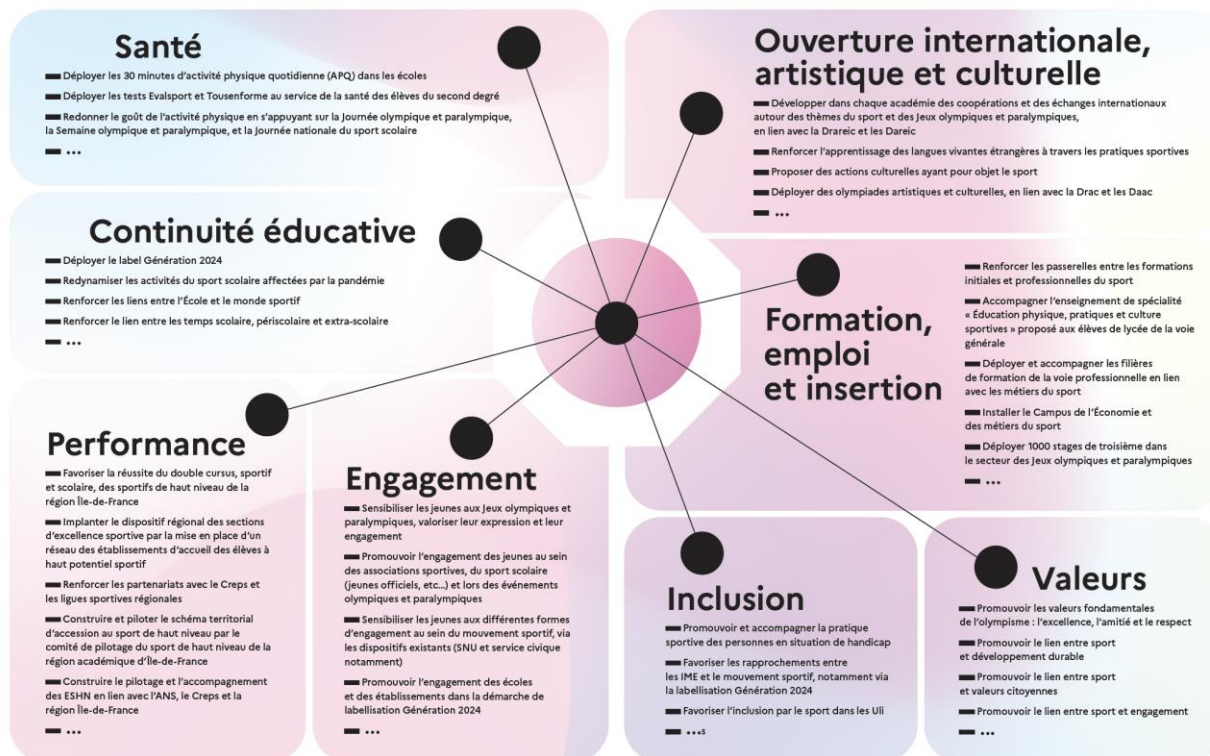 Santé
▬ Déployer les 30 minutes d'activité physique quotidienne (APQ) dans les écoles
▬ Déployer les tests Evalsport et Tousenforme au service de la santé des élèves du second degré
▬ Redonner le goût de l'activité physique en s'appuyant sur la Journée olympique et paralympique,
la Semaine olympique et paralympique, et la Journée nationale du sport scolaire
▬ ...
Ouverture internationale,
artistique et culturelle
▬ Développer dans chaque académie des coopérations et des échanges internationaux
autour des thèmes du sport et des Jeux olympiques et paralympiques,
en lien avec la Drareic et les Dareic
▬ Renforcer l'apprentissage des langues vivantes étrangères à travers les pratiques sportives
▬ Proposer des actions culturelles ayant pour objet le sport
▬ Déployer des olympiades artistiques et culturelles, en lien avec la Drac et les Daac
▬ ...
Continuité éducative
▬ Déployer le label Génération 2024
▬ Redynamiser les activités du sport scolaire affectées par la pandémie
▬ Renforcer les liens entre l'École et le monde sportif
▬ Renforcer le lien entre les temps scolaire, périscolaire et extra-scolaire
▬ ...
Formation,
emploi
et insertion
▬ Renforcer les passerelles entre les formations
initiales et professionnelles du sport
▬ Accompagner l'enseignement de spécialité
« Éducation physique, pratiques et culture
sportives » proposé aux élèves de lycée de la voie
générale
▬ Déployer et accompagner les filières
de formation de la voie professionnelle en lien
avec les métiers du sport
▬ Installer le Campus de l'Économie et
des métiers du sport
▬ Déployer 1000 stages de troisième dans
le secteur des Jeux olympiques et paralympiques
▬ ...
Performance
▬ Favoriser la réussite du double cursus, sportif
et scolaire, des sportifs de haut niveau de la
région Île-de-France
▬ Implanter le dispositif régional des sections
d'excellence sportive par la mise en place d'un
réseau des établissements d'accueil des élèves à
haut potentiel sportif
▬ Renforcer les partenariats avec le Creps et
les ligues sportives régionales
▬ Construire et piloter le schéma territorial
d'accession au sport de haut niveau par le
comité de pilotage du sport de haut niveau de la
région académique d'Île-de-France
▬ Construire le pilotage et l'accompagnement
des ESHN en lien avec l'ANS, le Creps et la
région Île-de-France
▬ ...
Engagement
▬ Sensibiliser les jeunes aux Jeux olympiques et
paralympiques, valoriser leur expression et leur
engagement
▬ Promouvoir l'engagement des jeunes au sein
des associations sportives, du sport scolaire
(jeunes officiels, etc...) et lors des événements
olympiques et paralympiques
▬ Sensibiliser les jeunes aux différentes formes
d'engagement au sein du mouvement sportif, via
les dispositifs existants (SNU et service civique
notamment)
▬ Promouvoir l'engagement des écoles
et des établissements dans la démarche de
labellisation Génération 2024
▬ ...
Inclusion
▬ Promouvoir et accompagner la pratique
sportive des personnes en situation de handicap
▬ Favoriser les rapprochements entre
les IME et le mouvement sportif, notamment via
la labellisation Génération 2024
▬ Favoriser l'inclusion par le sport dans les Uli
▬ ...s
Valeurs
▬ Promouvoir les valeurs fondamentales
de l'olympisme : l'excellence, l'amitié et le respect
▬ Promouvoir le lien entre sport
et développement durable
▬ Promouvoir le lien entre sport
et valeurs citoyennes
▬ Promouvoir le lien entre sport et engagement
▬ ...